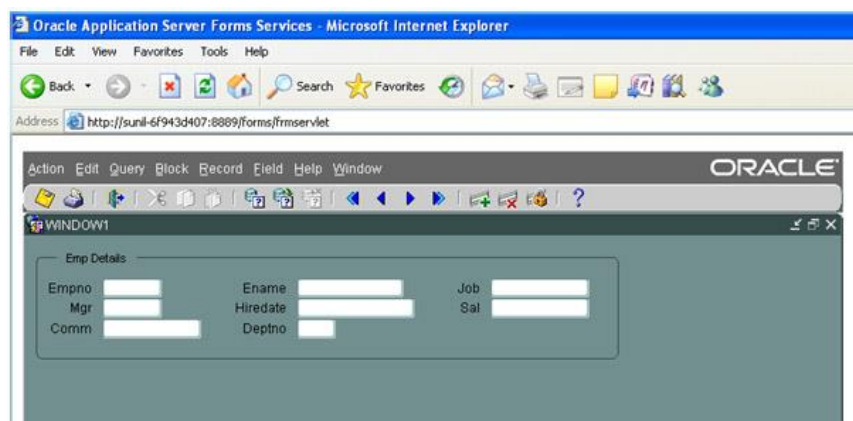 Oracle Application Server Forms Services - Microsoft Internet Explorer
File Edit View Favorites Tools Help
Back Search Favorites
Address http://sunil-6f943d407:8889/forms/frmservlet
Action Edit Query Block Record Field Help Window ORACLE
WINDOW1
Emp Details
Empno Ename Job
Mgr Hiredate Sal
Comm Deptno